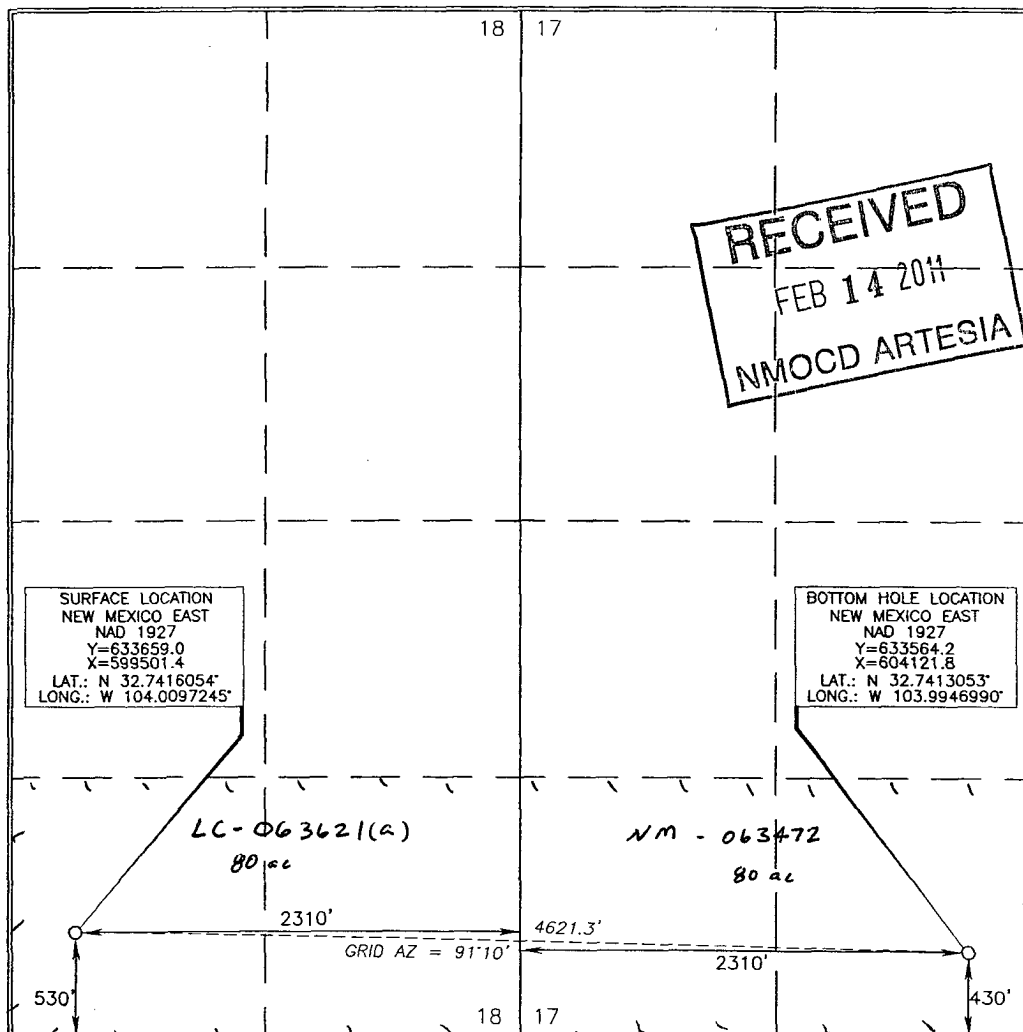 18 17
RECEIVED
FEB 14 2011
NMOCD ARTESIA
SURFACE LOCATION
NEW MEXICO EAST
NAD 1927
Y=633659.0
X=599501.4
LAT.: N 32.7416054°
LONG.: W 104.0097245°
BOTTOM HOLE LOCATION
NEW MEXICO EAST
NAD 1927
Y=633564.2
X=604121.8
LAT.: N 32.7413053°
LONG.: W 103.9946990°
LC-063621(a)
80 ac
NM - 063472
80 ac
2310'
4621.3'
GRID AZ = 91°10'
2310'
530'
430'
18 17